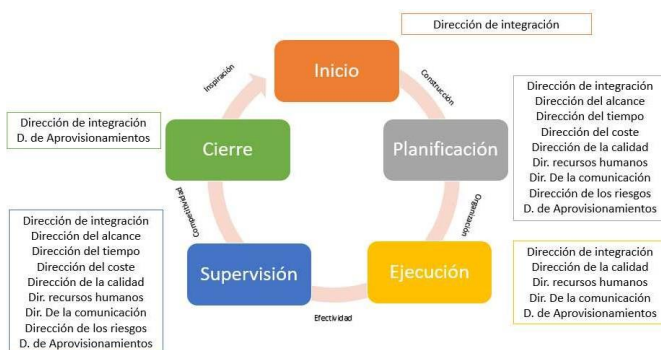 Dirección de integración
Inicio
Inspiración
Construcción
Dirección de integración
D. de Aprovisionamientos
Cierre
Planificación
Dirección de integración
Dirección del alcance
Dirección del tiempo
Dirección del coste
Dirección de la calidad
Dir. recursos humanos
Dir. De la comunicación
Dirección de los riesgos
D. de Aprovisionamientos
Competitividad
Organización
Dirección de integración
Dirección del alcance
Dirección del tiempo
Dirección del coste
Dirección de la calidad
Dir. recursos humanos
Dir. De la comunicación
Dirección de los riesgos
D. de Aprovisionamientos
Supervisión
Ejecución
Dirección de integración
Dirección de la calidad
Dir. recursos humanos
Dir. De la comunicación
D. de Aprovisionamientos
Efectividad